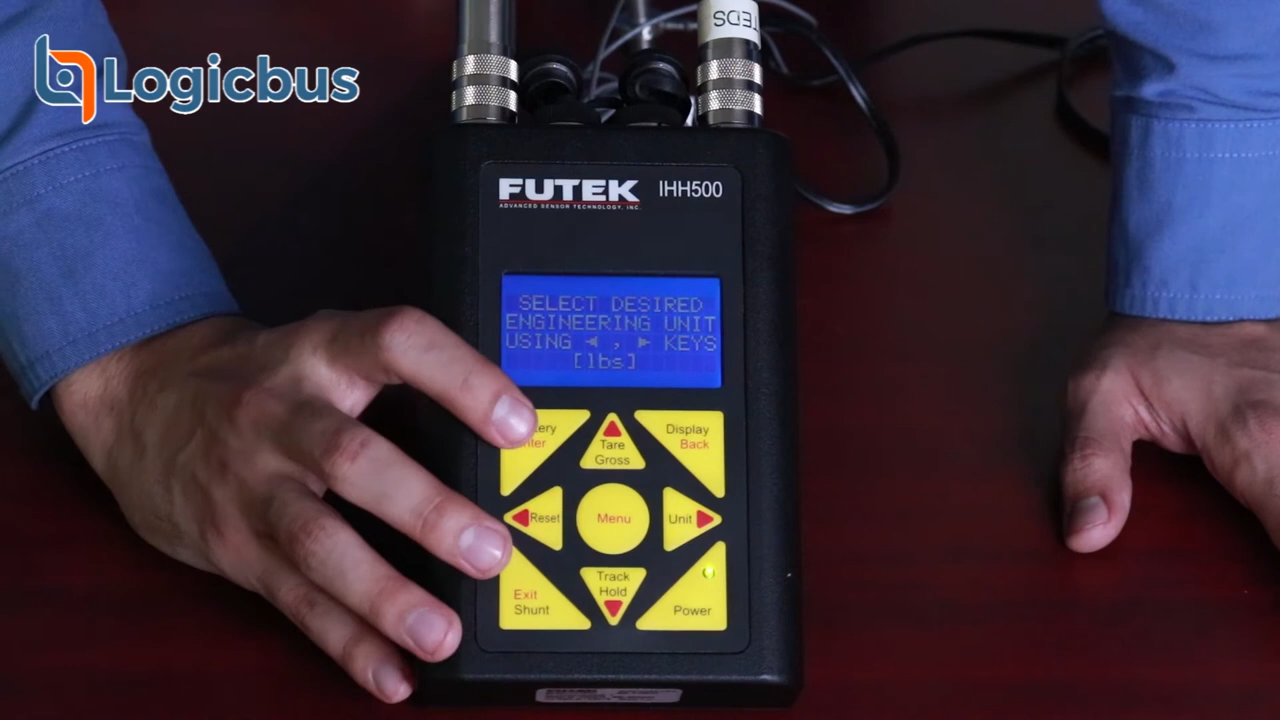 Logicbus
TEDS
FUTEK IHH500
ADVANCED SENSOR TECHNOLOGY, INC.
SELECT DESIRED
ENGINEERING UNIT
USING ◄ , ► KEYS
[lbs]
Tare
Gross
Display
Back
Reset
Menu
Unit
Exit
Shunt
Track
Hold
Power